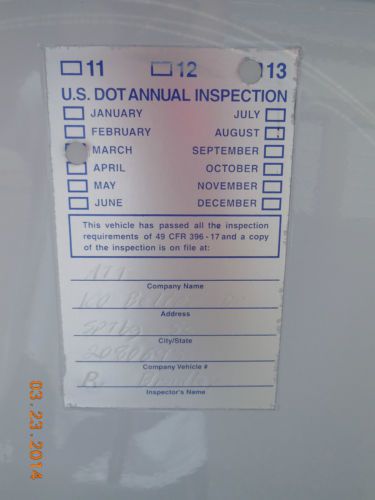 11 12 13
U.S. DOT ANNUAL INSPECTION
JANUARY JULY
FEBRUARY AUGUST
MARCH SEPTEMBER
APRIL OCTOBER
MAY NOVEMBER
JUNE DECEMBER
This vehicle has passed all the inspection
requirements of 49 CFR 396-17 and a copy
of the inspection is on file at:
ATT
Company Name
Address
City/State
Company Vehicle #
Inspector's Name
03.23.2014